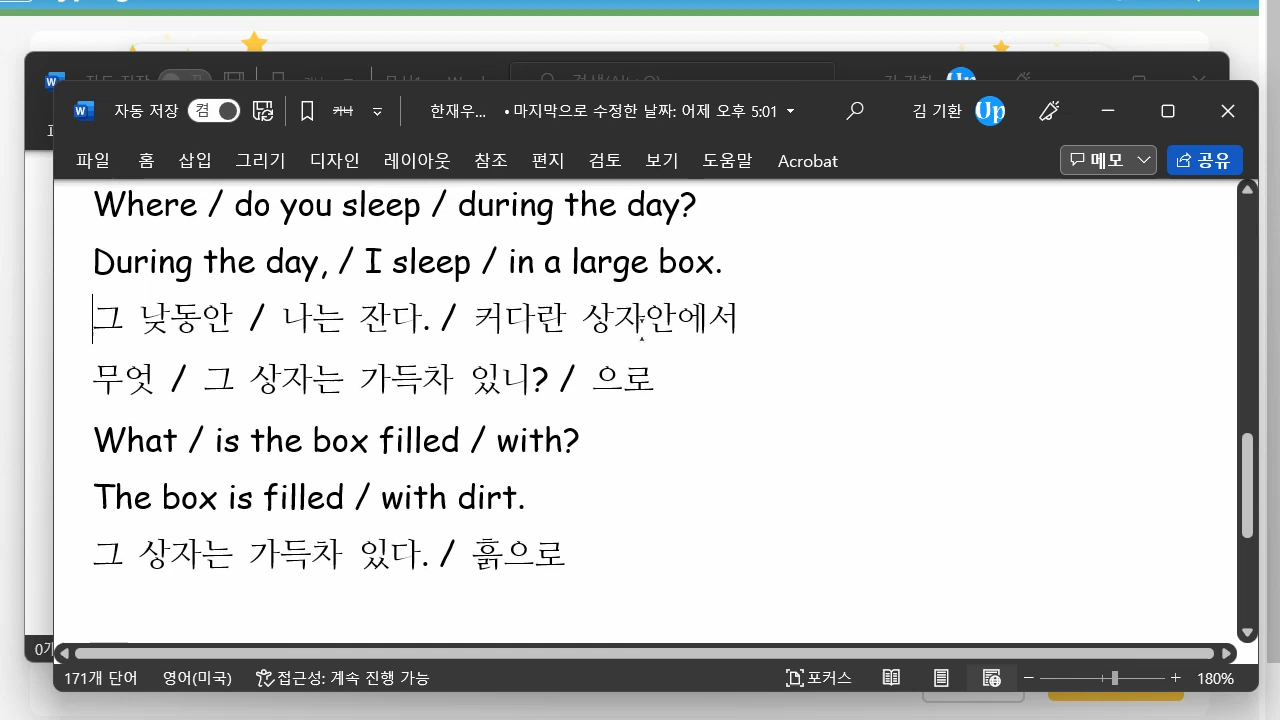 자동 저장 켬 한재우... • 마지막으로 수정한 날짜: 어제 오후 5:01 김 기환 Up
파일 홈 삽입 그리기 디자인 레이아웃 참조 편지 검토 보기 도움말 Acrobat 메모 공유
Where / do you sleep / during the day?
During the day, / I sleep / in a large box.
그 낮동안 / 나는 잔다. / 커다란 상자안에서
무엇 / 그 상자는 가득차 있니? / 으로
What / is the box filled / with?
The box is filled / with dirt.
그 상자는 가득차 있다. / 흙으로
171개 단어 영어(미국) 접근성: 계속 진행 가능 포커스 180%